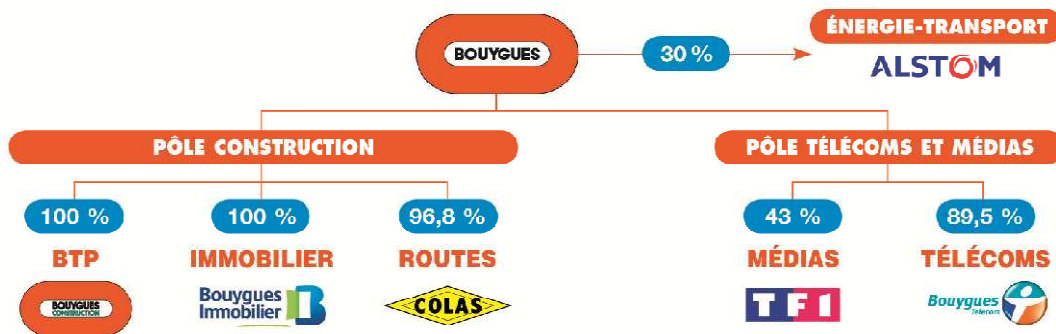 BOUYGUES
30 %
ÉNERGIE-TRANSPORT
ALSTOM
PÔLE CONSTRUCTION
PÔLE TÉLÉCOMS ET MÉDIAS
100 %
100 %
96,8 %
43 %
89,5 %
BTP
IMMOBILIER
ROUTES
MÉDIAS
TÉLÉCOMS
BOUYGUES
CONSTRUCTION
Bouygues
Immobilier
COLAS
TF1
Bouygues
Telecom